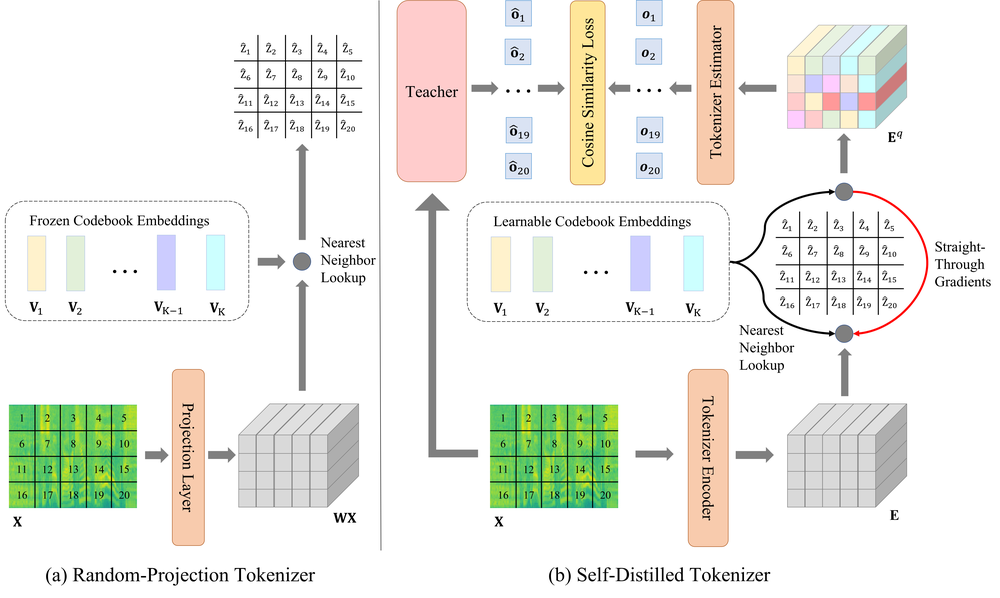 Ẑ1 Ẑ2 Ẑ3 Ẑ4 Ẑ5
Ẑ6 Ẑ7 Ẑ8 Ẑ9 Ẑ10
Ẑ11 Ẑ12 Ẑ13 Ẑ14 Ẑ15
Ẑ16 Ẑ17 Ẑ18 Ẑ19 Ẑ20
Frozen Codebook Embeddings
V1 V2 ... VK−1 VK
Nearest
Neighbor
Lookup
1 2 3 4 5
6 7 8 9 10
11 12 13 14 15
16 17 18 19 20
X
Projection Layer
WX
(a) Random-Projection Tokenizer
Teacher
ô1
ô2
...
ô19
ô20
Cosine Similarity Loss
o1
o2
...
o19
o20
Tokenizer Estimator
E^q
Learnable Codebook Embeddings
V1 V2 ... VK−1 VK
Ẑ1 Ẑ2 Ẑ3 Ẑ4 Ẑ5
Ẑ6 Ẑ7 Ẑ8 Ẑ9 Ẑ10
Ẑ11 Ẑ12 Ẑ13 Ẑ14 Ẑ15
Ẑ16 Ẑ17 Ẑ18 Ẑ19 Ẑ20
Straight-
Through
Gradients
Nearest
Neighbor
Lookup
1 2 3 4 5
6 7 8 9 10
11 12 13 14 15
16 17 18 19 20
X
Tokenizer Encoder
E
(b) Self-Distilled Tokenizer